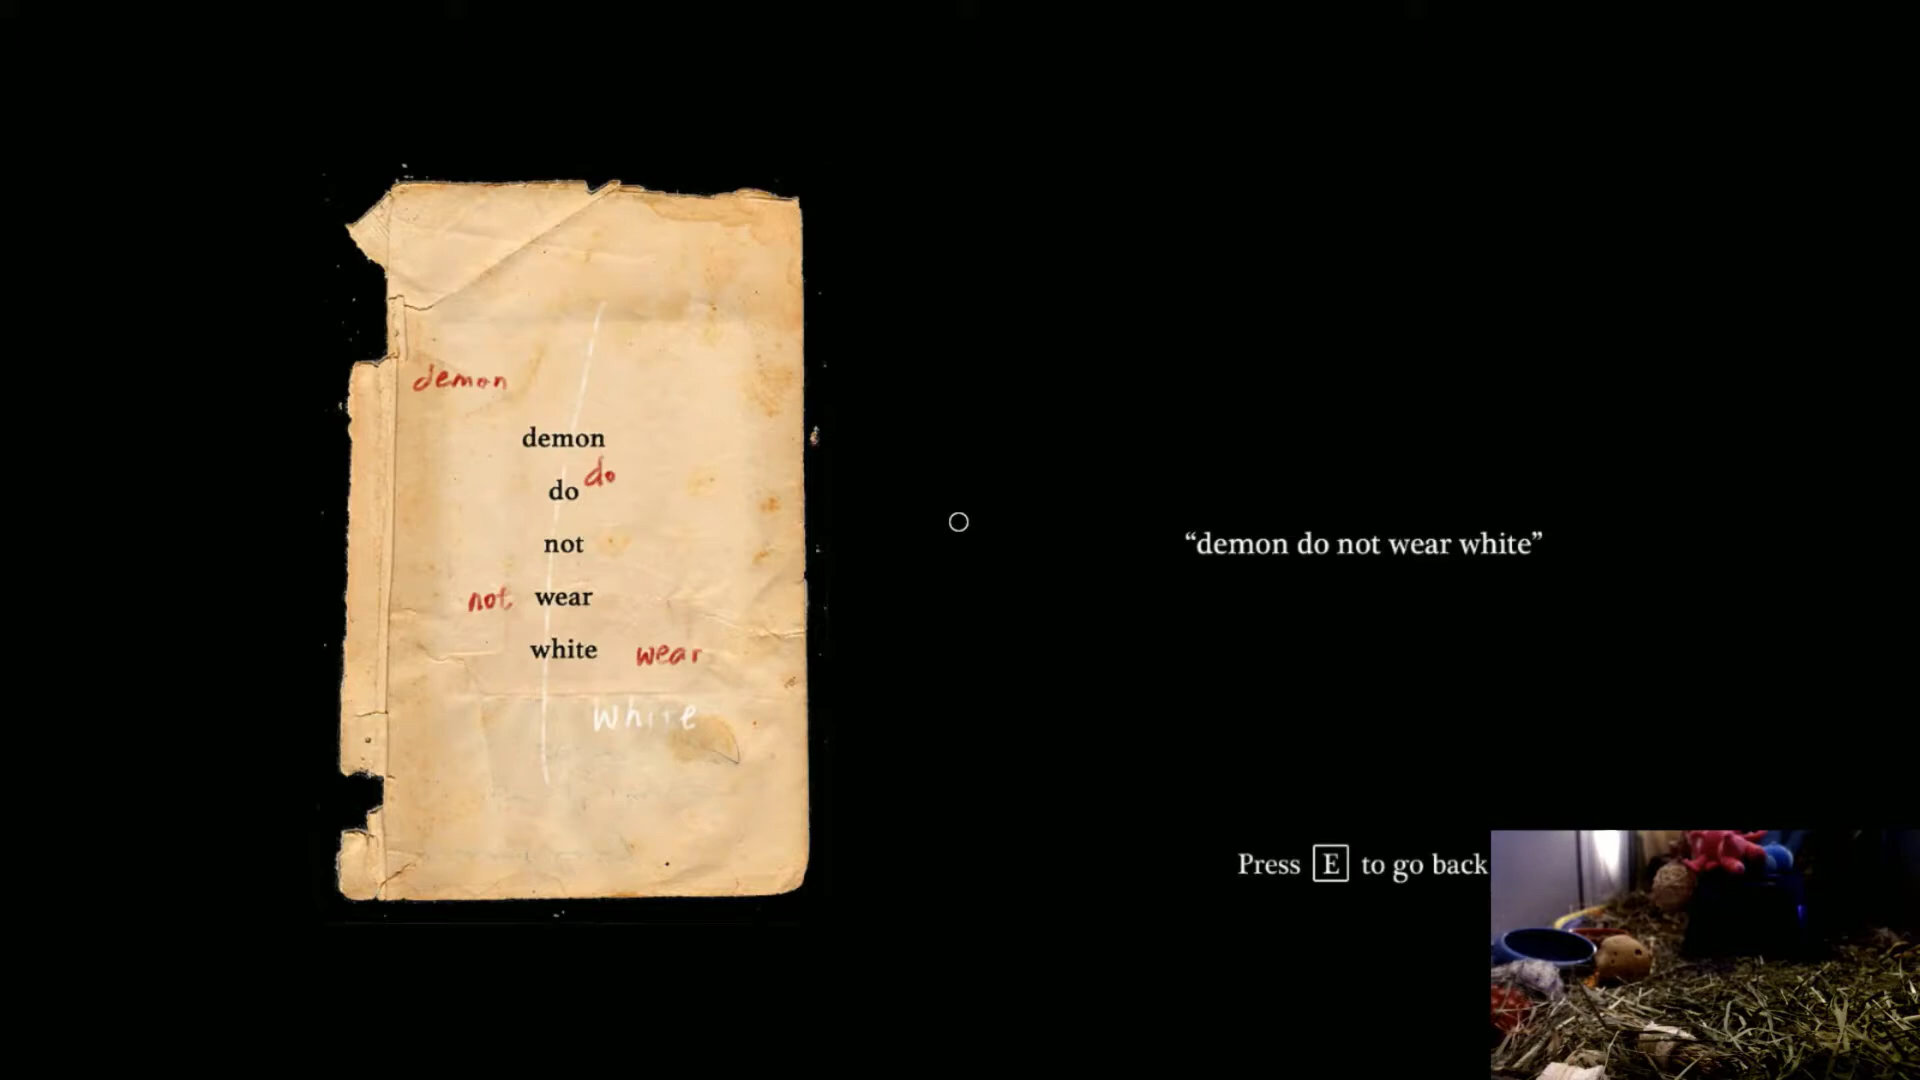 demon
demon
do
do
not
not
wear
white
wear
white
“demon do not wear white”
Press E to go back